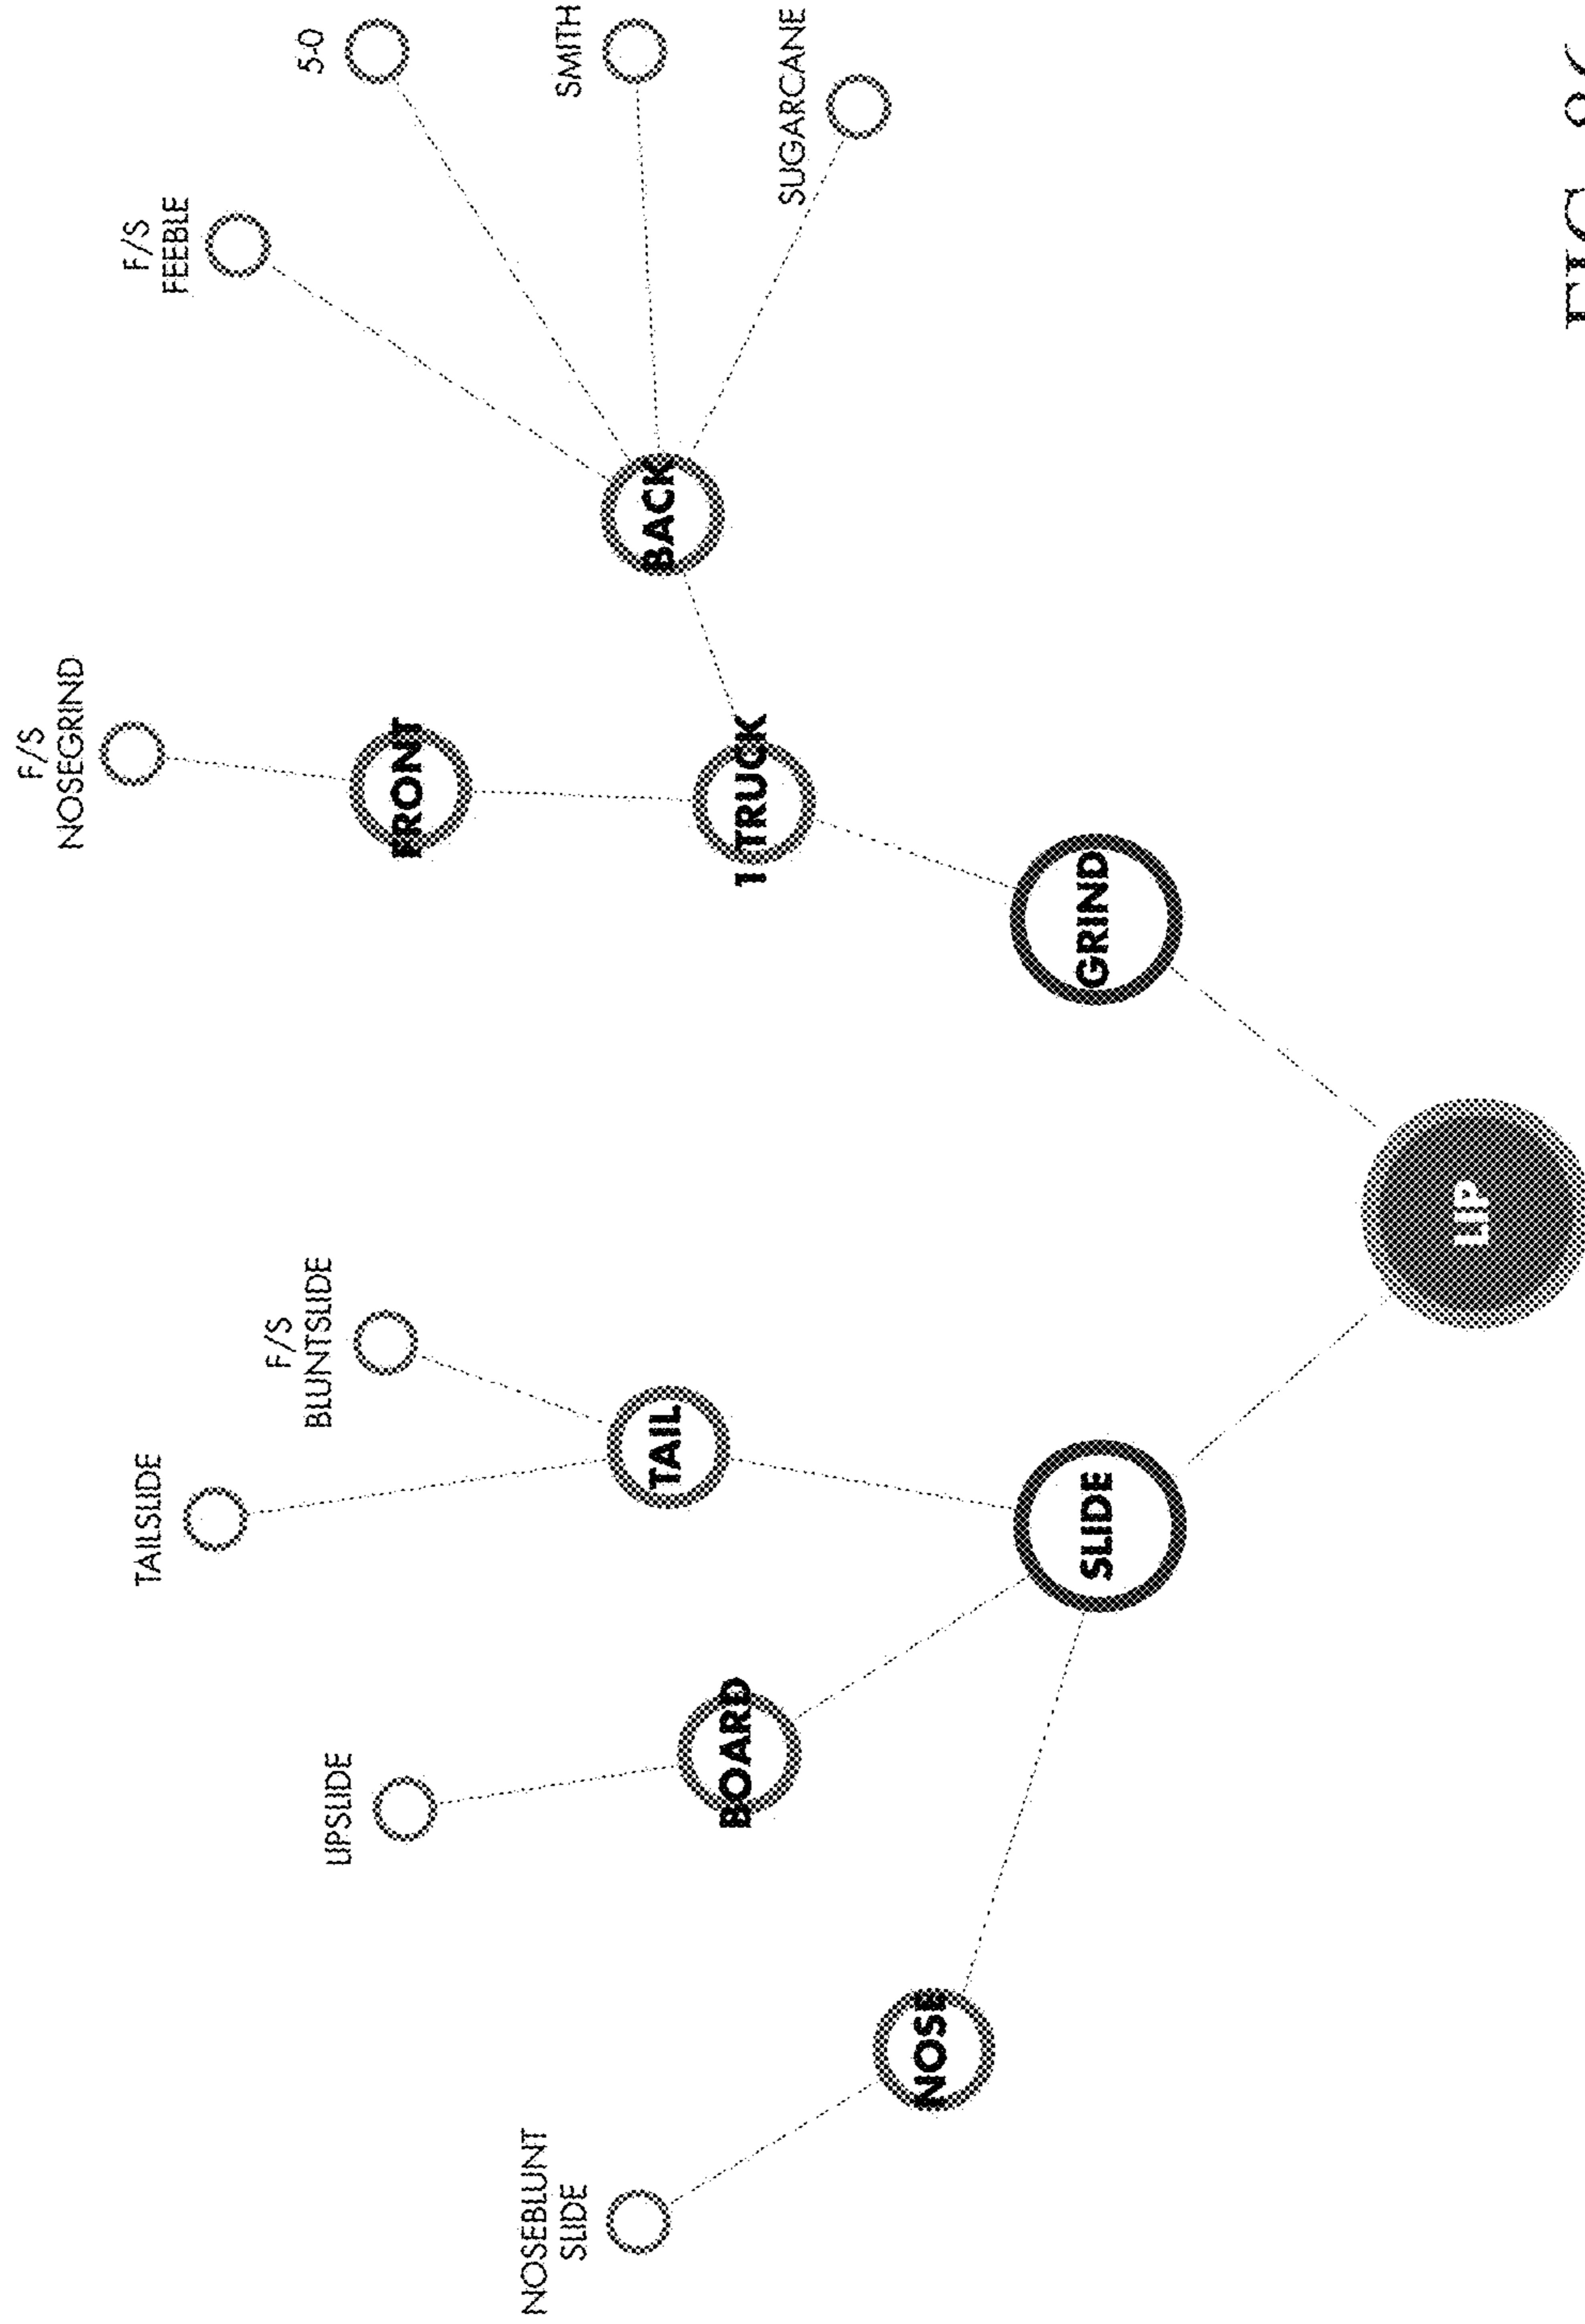 F/S
NOSEGRIND
F/S
FEEBLE
TAILSLIDE
F/S
BLUNTSLIDE
5-0
LIPSLIDE
FRONT
NOSEBLUNT
SLIDE
SMITH
TAIL
BACK
BOARD
1 TRUCK
SUGARCANE
NOSE
SLIDE
GRIND
LIP